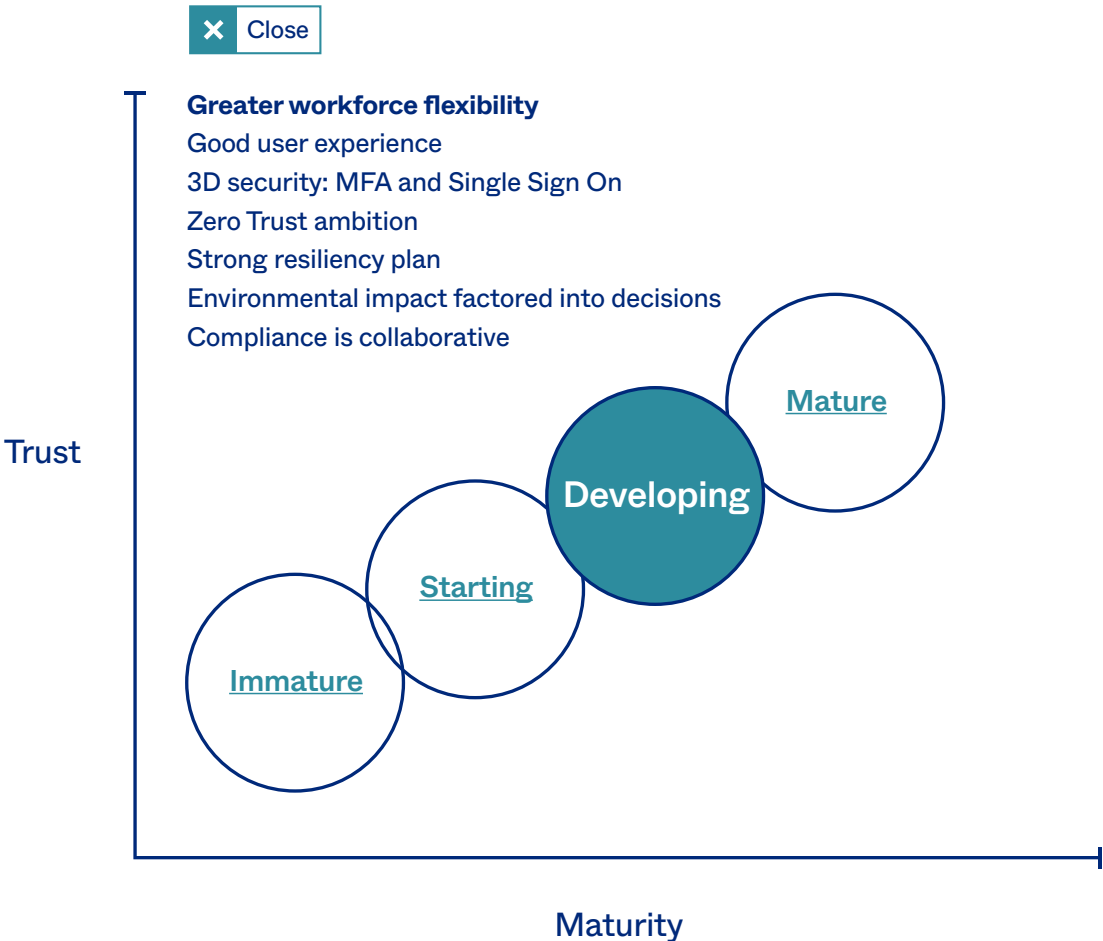 Close
Greater workforce flexibility
Good user experience
3D security: MFA and Single Sign On
Zero Trust ambition
Strong resiliency plan
Environmental impact factored into decisions
Compliance is collaborative
Mature
Trust
Developing
Starting
Immature
Maturity